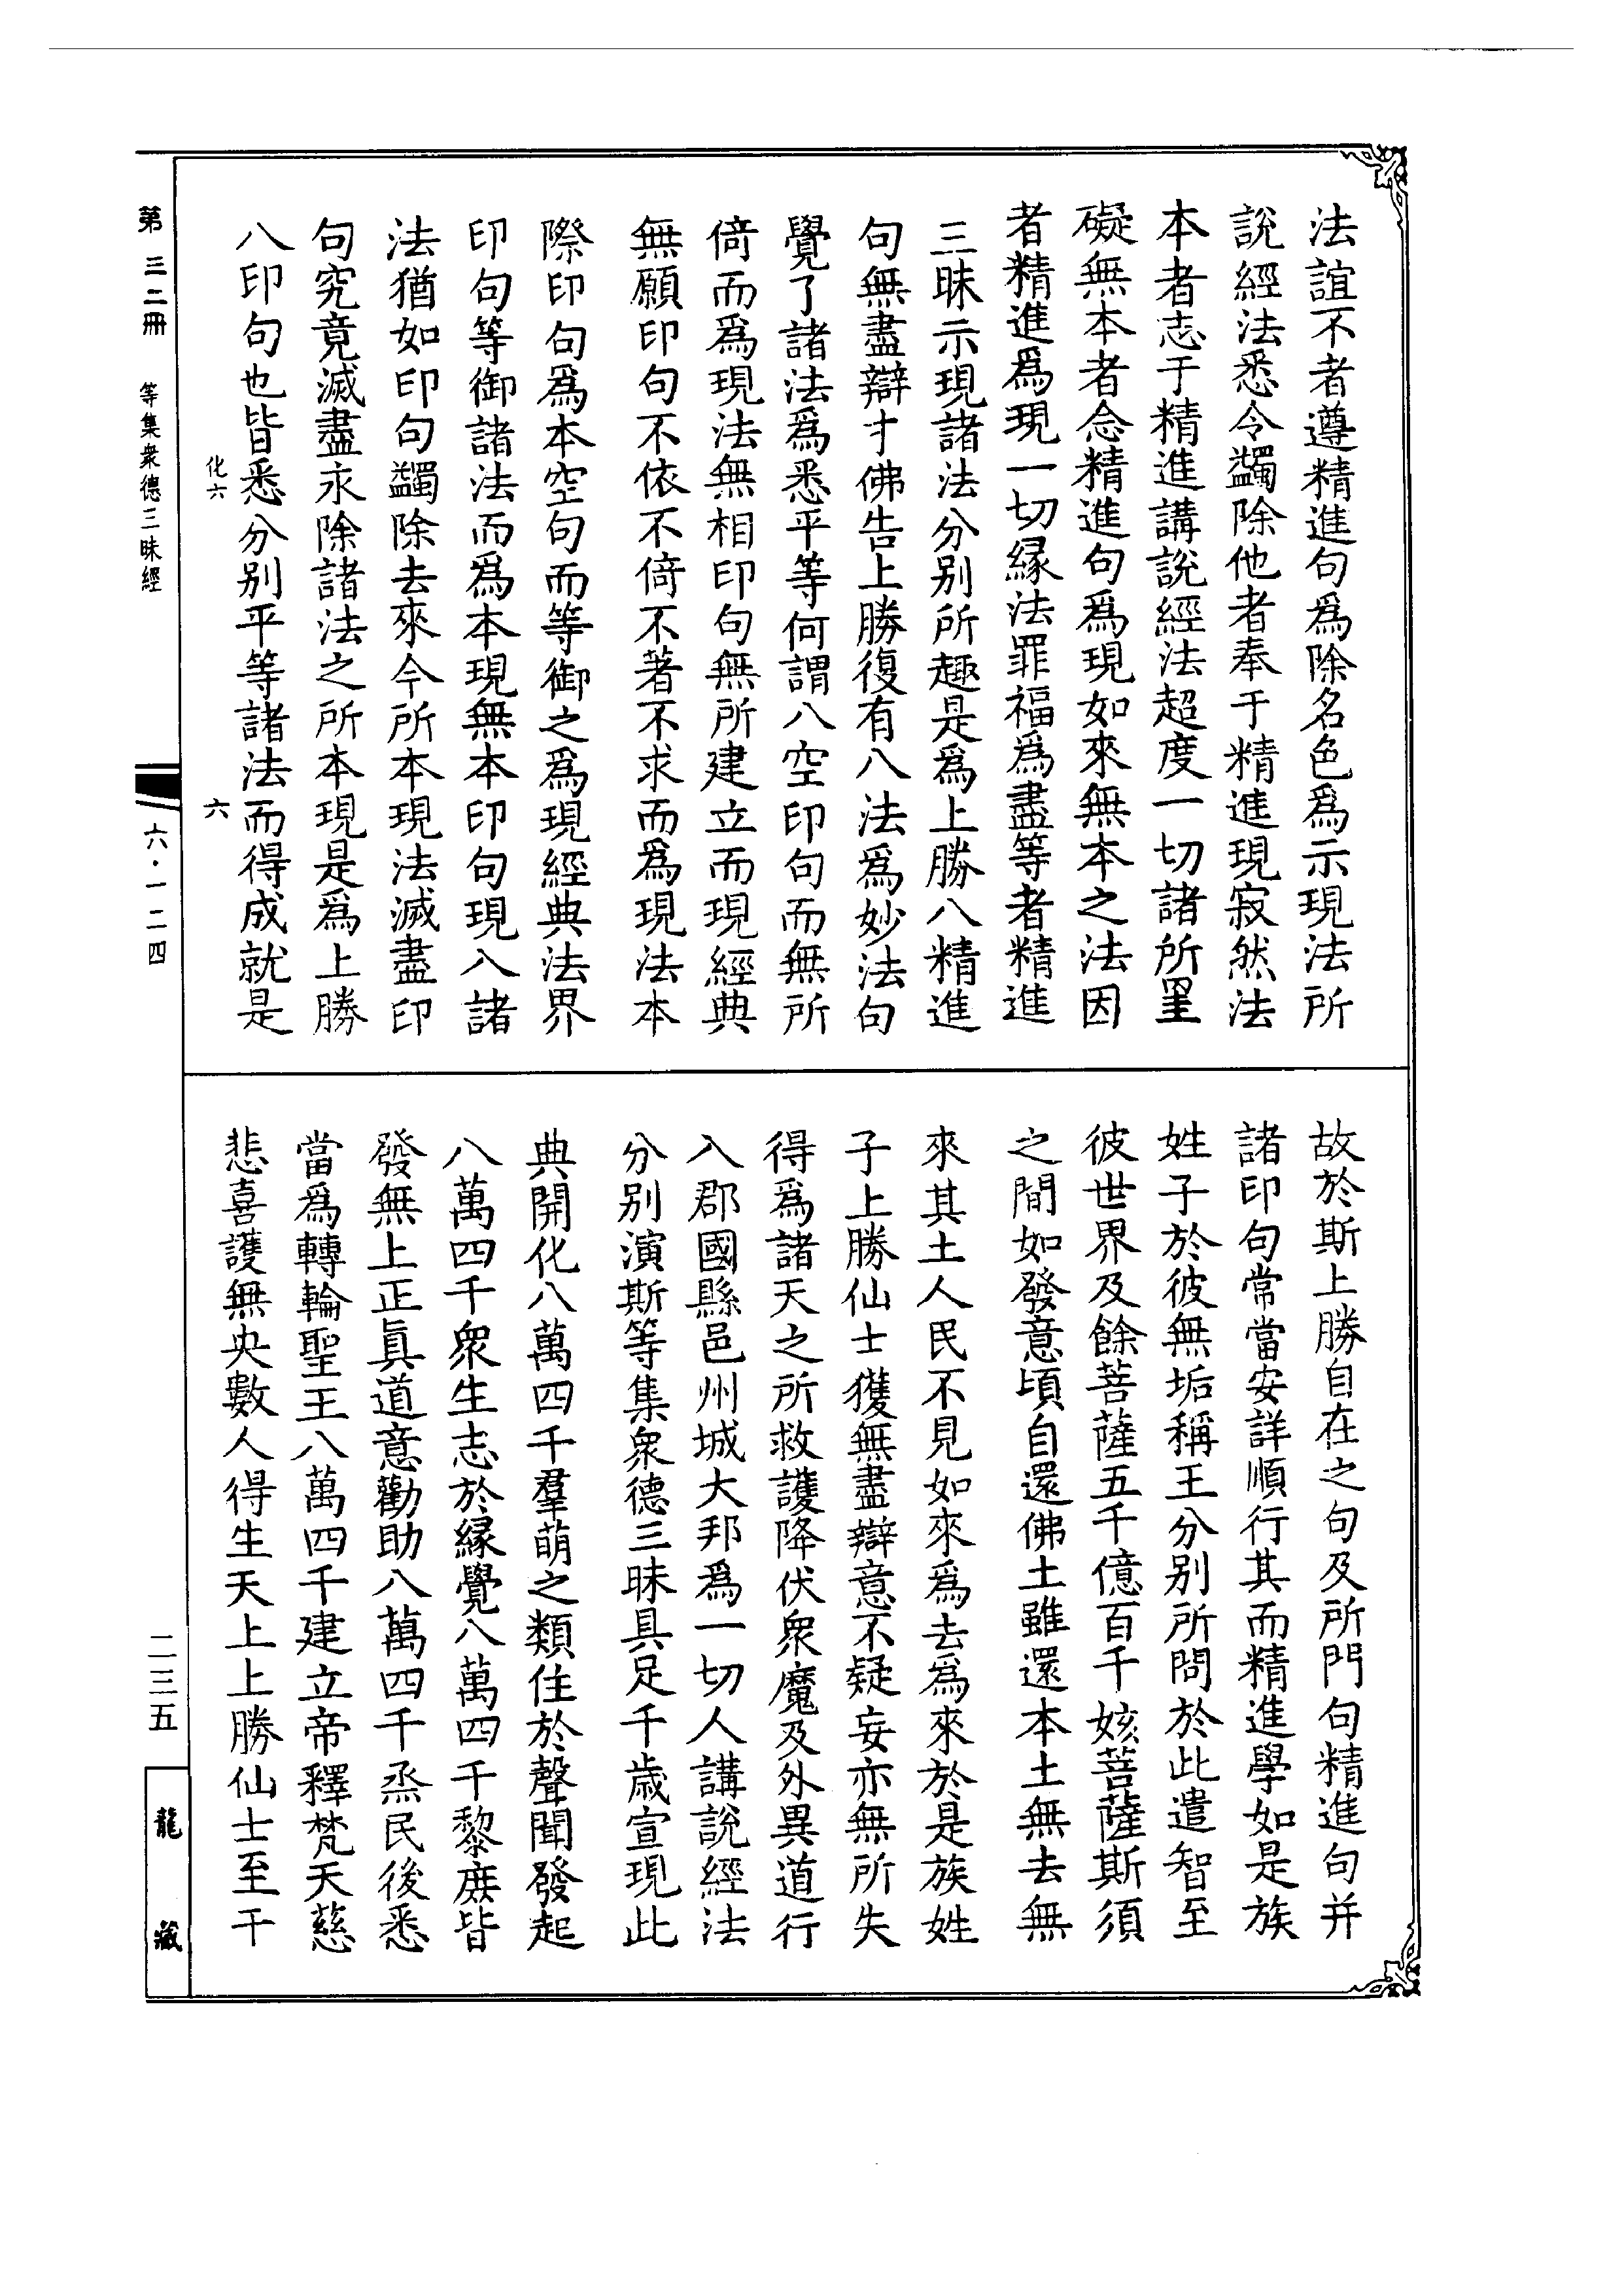 法誼不者遵精進句爲除名色爲示現法所
說經法悉令蠲除他者奉于精進現寂然法
本者志于精進講說經法超度一切諸所罣
礙無本者念精進句爲現如來無本之法因
者精進爲現一切緣法罪福爲盡等者精進
三昧示現諸法分別所趣是爲上勝八精進
句無盡辯才佛告上勝復有八法爲妙法句
覺了諸法爲悉平等何謂八空印句而無所
倚而爲現法無相印句無所建立而現經典
無願印句不依不倚不著不求而爲現法本
際印句爲本空句而等御之爲現經典法界
印句等御諸法而爲本現無本印句現入諸
法猶如印句蠲除去來今所本現法滅盡印
句究竟滅盡永除諸法之所本現是爲上勝
八印句也皆悉分別平等諸法而得成就是
化六
六
故於斯上勝自在之句及所門句精進句并
諸印句常當安詳順行其而精進學如是族
姓子於彼無垢稱王分別所問於此遣智至
彼世界及餘菩薩五千億百千姟菩薩斯須
之間如發意頃自還佛土雖還本土無去無
來其土人民不見如來爲去爲來於是族姓
子上勝仙士獲無盡辯意不疑妄亦無所失
得爲諸天之所救護降伏衆魔及外異道行
入郡國縣邑州城大邦爲一切人講說經法
分別演斯等集衆德三昧具足千歲宣現此
典開化八萬四千羣萌之類住於聲聞發起
八萬四千衆生志於緣覺八萬四千黎庶皆
發無上正眞道意勸助八萬四千烝民後悉
當爲轉輪聖王八萬四千建立帝釋梵天慈
悲喜護無央數人得生天上上勝仙士至千
第三二冊
等集衆德三昧經
六·一二四
二三五
龍藏